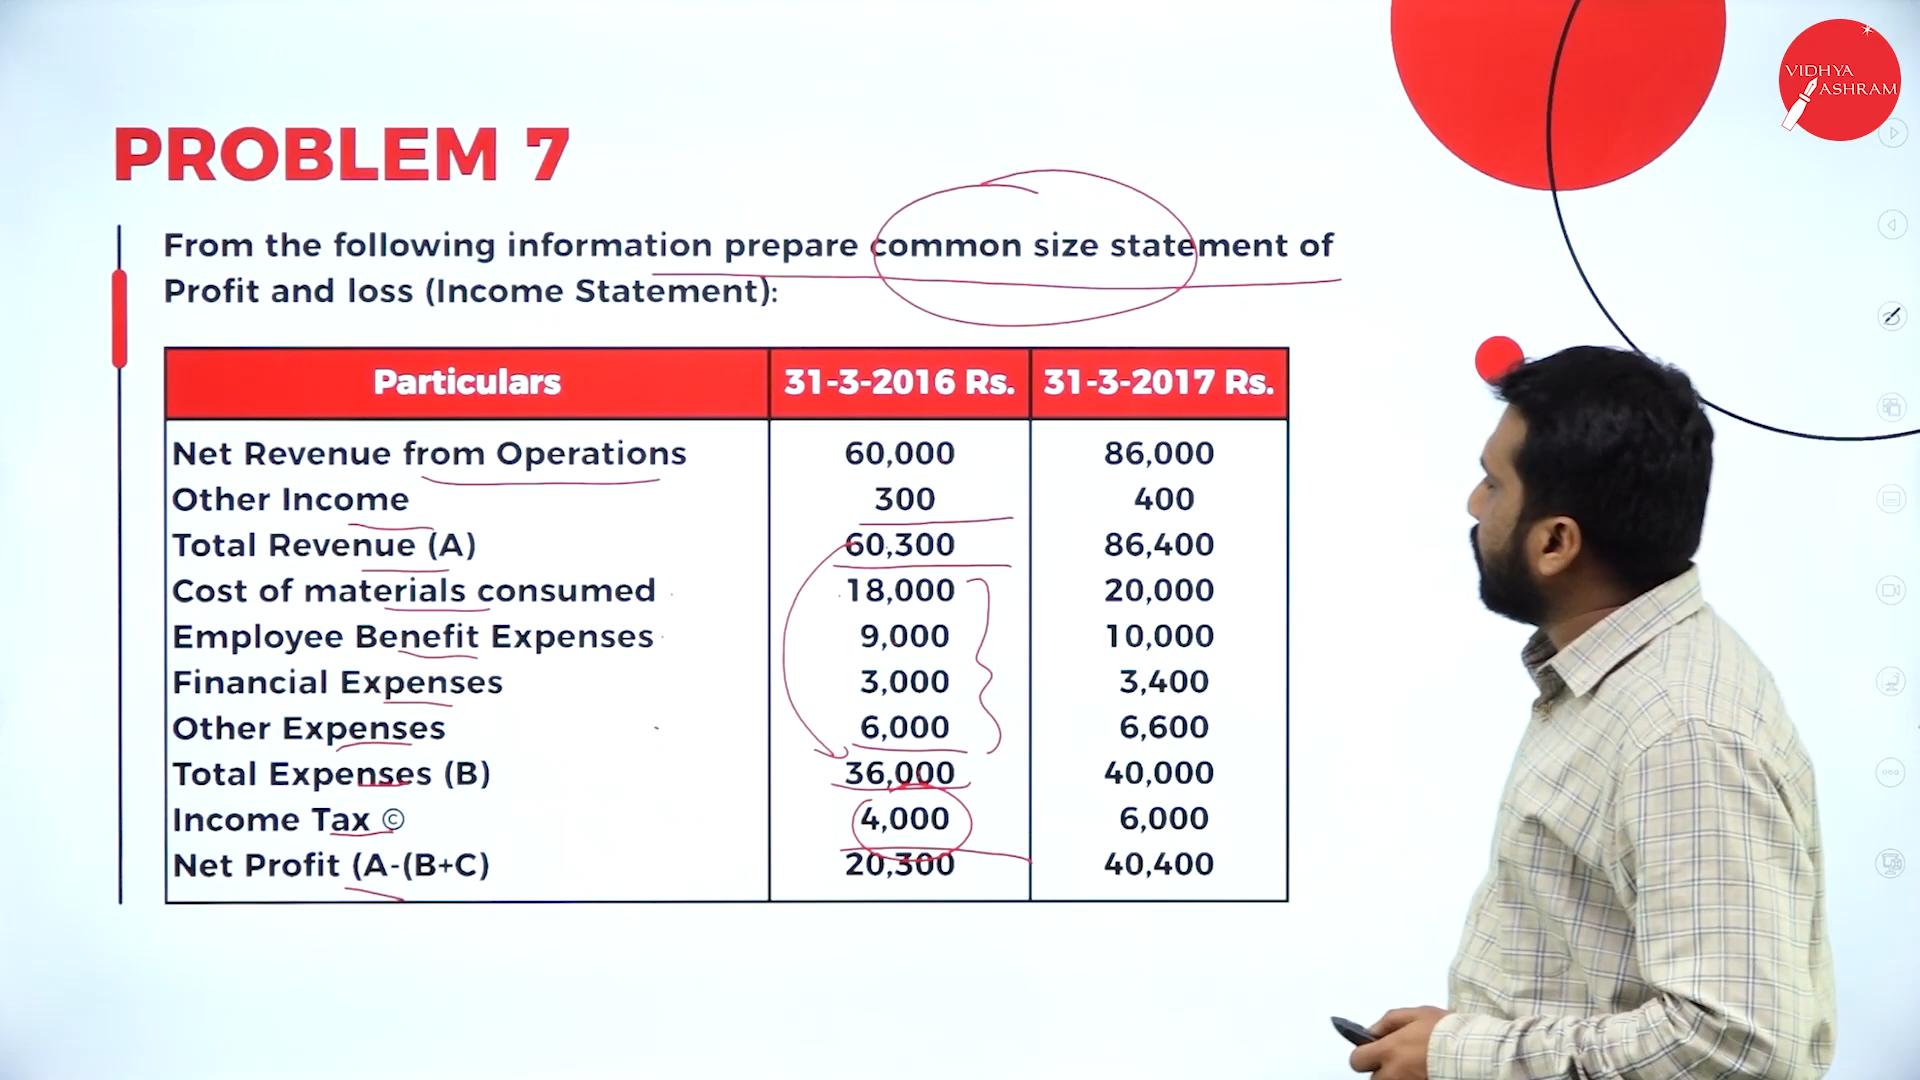 VIDHYA
ASHRAM
PROBLEM 7
From the following information prepare common size statement of
Profit and loss (Income Statement):
Particulars 31-3-2016 Rs. 31-3-2017 Rs.
Net Revenue from Operations 60,000 86,000
Other Income 300 400
Total Revenue (A) 60,300 86,400
Cost of materials consumed 18,000 20,000
Employee Benefit Expenses 9,000 10,000
Financial Expenses 3,000 3,400
Other Expenses 6,000 6,600
Total Expenses (B) 36,000 40,000
Income Tax © 4,000 6,000
Net Profit (A-(B+C) 20,300 40,400